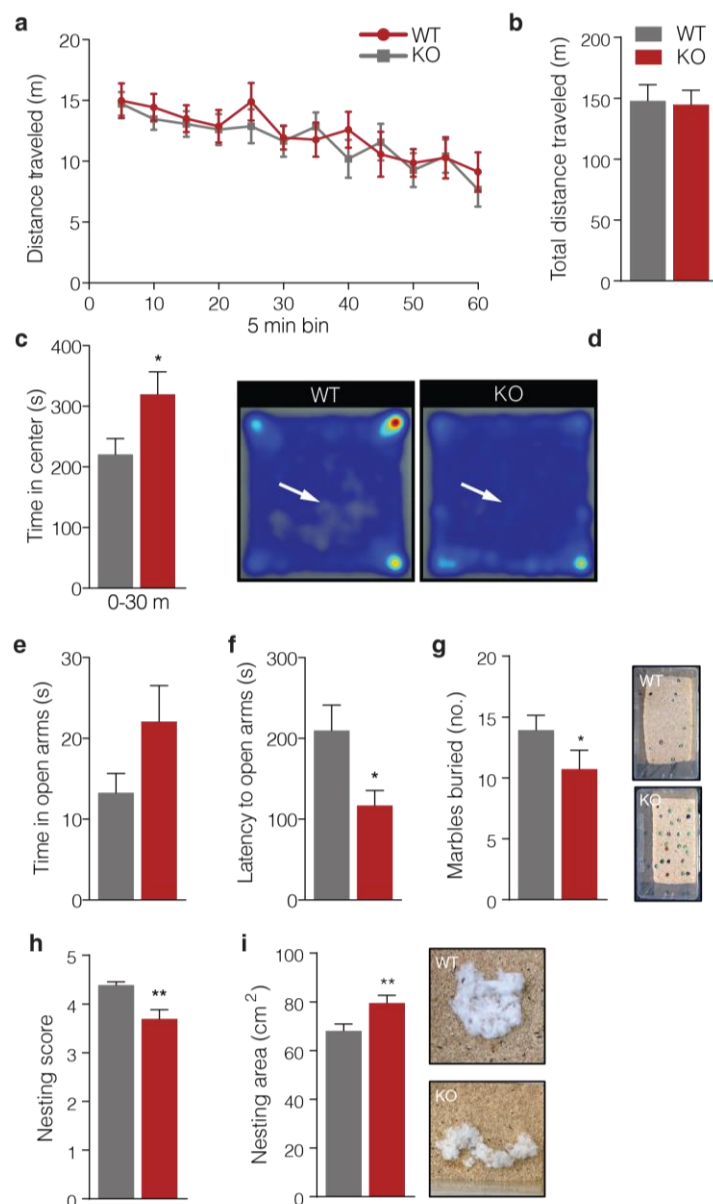 a
20
15
10
5
0
Distance traveled (m)
WT
KO
0 10 20 30 40 50 60
5 min bin
b
200
150
100
50
0
Total distance traveled (m)
WT
KO
c
400
300
200
100
0
Time in center (s)
*
0-30 m
d
WT
KO
e
30
20
10
0
Time in open arms (s)
f
300
200
100
0
Latency to open arms (s)
*
g
20
15
10
5
0
Marbles buried (no.)
*
WT
KO
h
5
4
3
2
1
0
Nesting score
**
i
100
80
60
40
20
0
Nesting area (cm²)
**
WT
KO